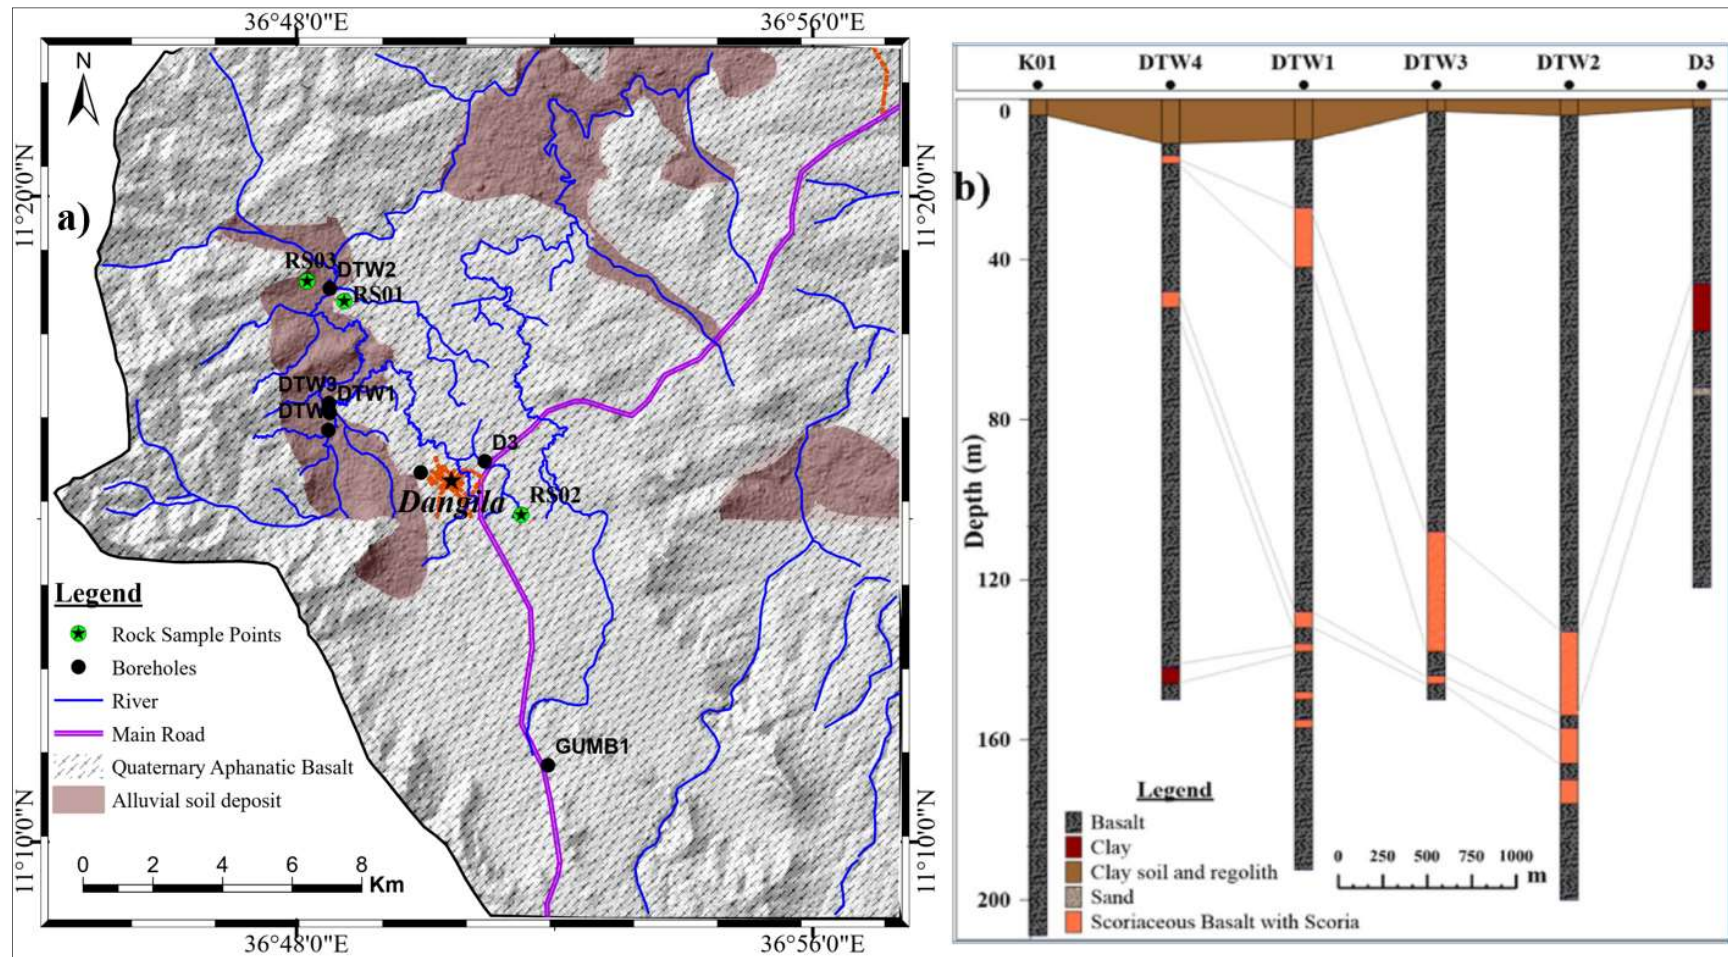 36°48'0"E
36°56'0"E
N
11°20'0"N
11°20'0"N
a)
RS03
DTW2
RS01
DTW3
DTW1
DTW
D3
Dangila
RS02
GUMB1
Legend
Rock Sample Points
Boreholes
River
Main Road
Quaternary Aphanatic Basalt
Alluvial soil deposit
0 2 4 6 8 Km
11°10'0"N
11°10'0"N
36°48'0"E
36°56'0"E
K01 DTW4 DTW1 DTW3 DTW2 D3
b)
Depth (m)
0
40
80
120
160
200
Legend
Basalt
Clay
Clay soil and regolith
Sand
Scoriaceous Basalt with Scoria
0 250 500 750 1000
m